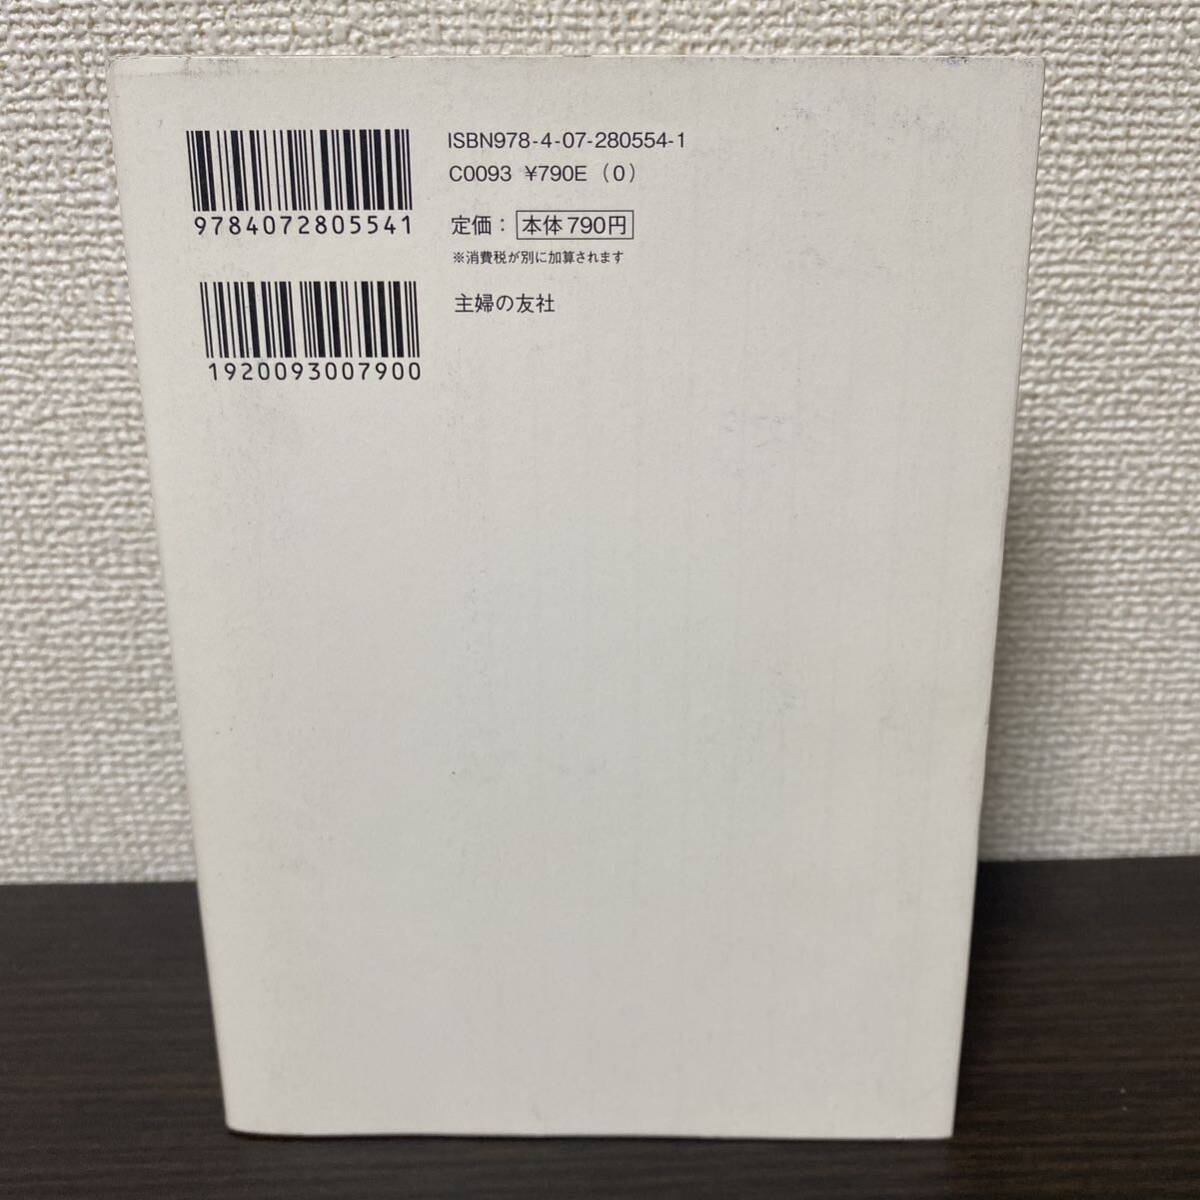 9784072805541
ISBN978-4-07-280554-1
C0093 ¥790E (0)
定価：本体790円
※消費税が別に加算されます
1920093007900
主婦の友社